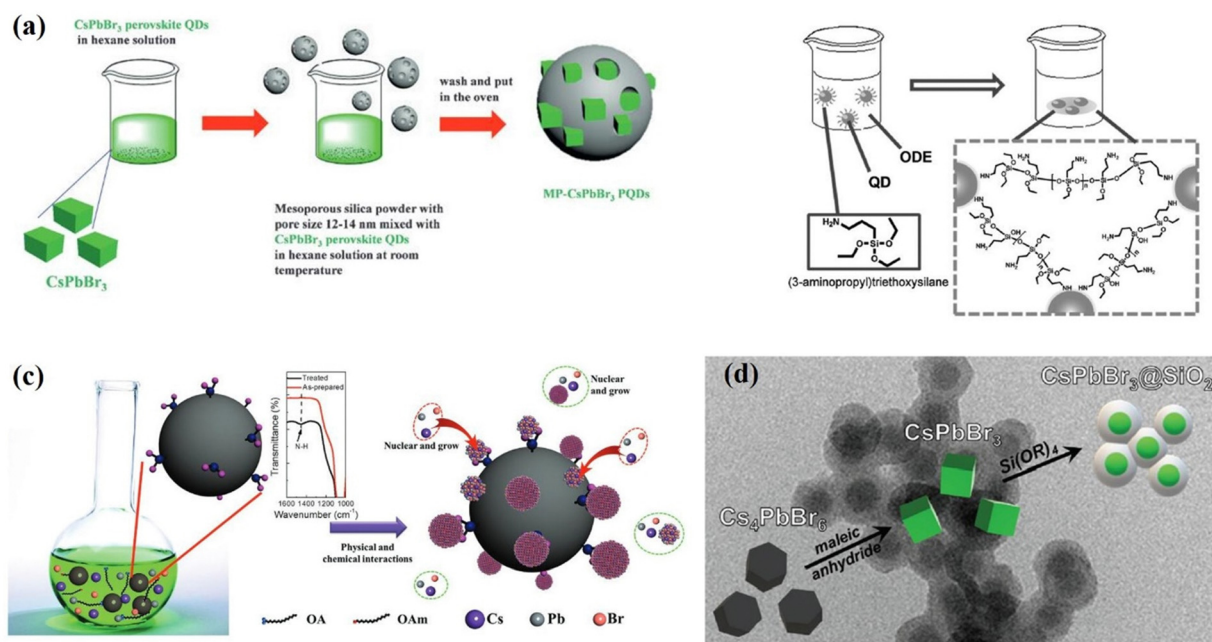 (a)
CsPbBr3 perovskite QDs
in hexane solution
CsPbBr3
Mesoporous silica powder with
pore size 12-14 nm mixed with
CsPbBr3 perovskite QDs
in hexane solution at room
temperature
wash and put
in the oven
MP-CsPbBr3 PQDs
ODE
QD
H2N
Si
O
O
O
(3-aminopropyl)triethoxysilane
(c)
Treated
As-prepared
N-H
Transmittance (%)
1600 1400 1200 1000
Wavenumber (cm-1)
Physical and
chemical interactions
Nuclear and grow
Nuclear
and grow
OA
OAm
Cs
Pb
Br
(d)
CsPbBr3@SiO2
CsPbBr3
Si(OR)4
Cs4PbBr6
maleic
anhydride